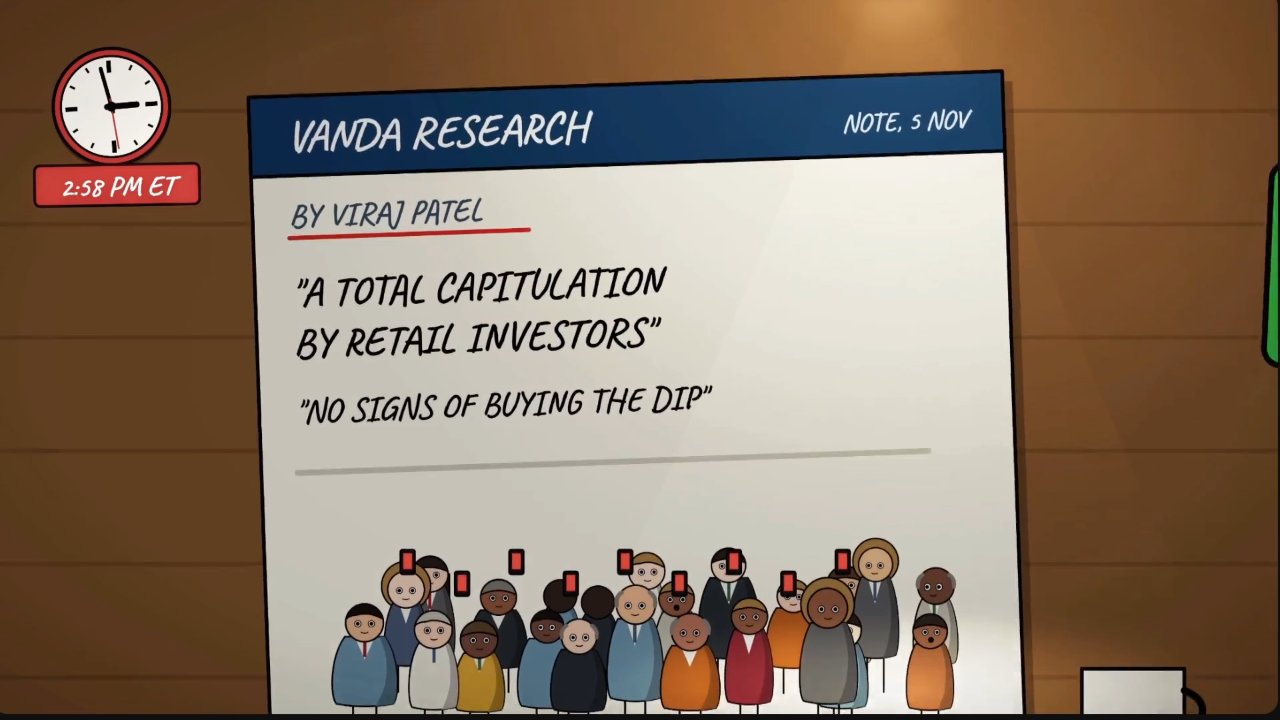 2:58 PM ET
VANDA RESEARCH
NOTE, 5 NOV
BY VIRAJ PATEL
"A TOTAL CAPITULATION
BY RETAIL INVESTORS"
"NO SIGNS OF BUYING THE DIP"